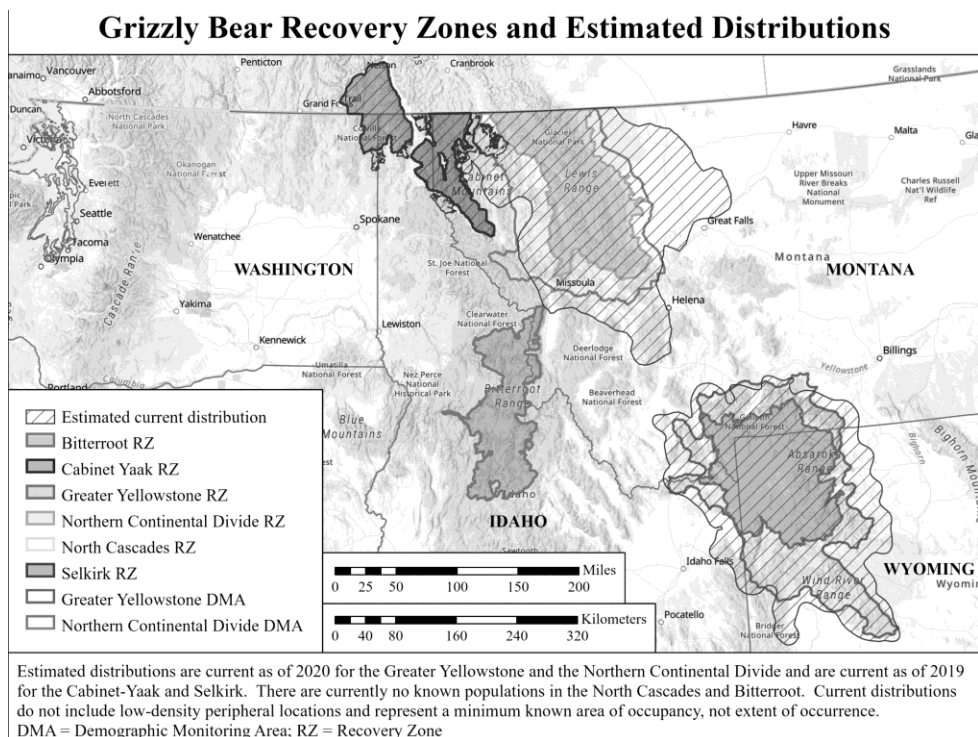 Grizzly Bear Recovery Zones and Estimated Distributions
Vancouver
Penticton
Nelson
Cranbrook
Grasslands
National Park
Abbotsford
Duncan
North Cascades
National Park
Grand
Trail
Victoria
Okanogan
National Forest
Glacier
National Park
Havre
Malta
Everett
Cabinet
Mountains
Lewis
Range
Upper Missouri
River Breaks
National
Monument
Charles Russell
Nat'l Wildlife
Ref
Seattle
Spokane
Great Falls
Tacoma
Olympia
Wenatchee
WASHINGTON
St. Joe National
Forest
Montana
MONTANA
Missoula
Helena
Yakima
Clearwater
National Forest
Lewiston
Kennewick
Deerlodge
National Forest
Billings
Umatilla
National Forest
Nez Perce
National
Historical Park
Yellowstone
Portland
Columbia
Bitterroot
Range
Beaverhead
National Forest
Blue
Mountains
National Forest
Absaroka
Range
Bighorn
Idaho
IDAHO
Sawtooth
Idaho Falls
WYOMING
Wind River
Range
Pocatello
Bridger
National Forest
Estimated current distribution
Bitterroot RZ
Cabinet Yaak RZ
Greater Yellowstone RZ
Northern Continental Divide RZ
North Cascades RZ
Selkirk RZ
Greater Yellowstone DMA
Northern Continental Divide DMA
Miles
0 25 50 100 150 200
Kilometers
0 40 80 160 240 320
Estimated distributions are current as of 2020 for the Greater Yellowstone and the Northern Continental Divide and are current as of 2019
for the Cabinet-Yaak and Selkirk. There are currently no known populations in the North Cascades and Bitterroot. Current distributions
do not include low-density peripheral locations and represent a minimum known area of occupancy, not extent of occurrence.
DMA = Demographic Monitoring Area; RZ = Recovery Zone